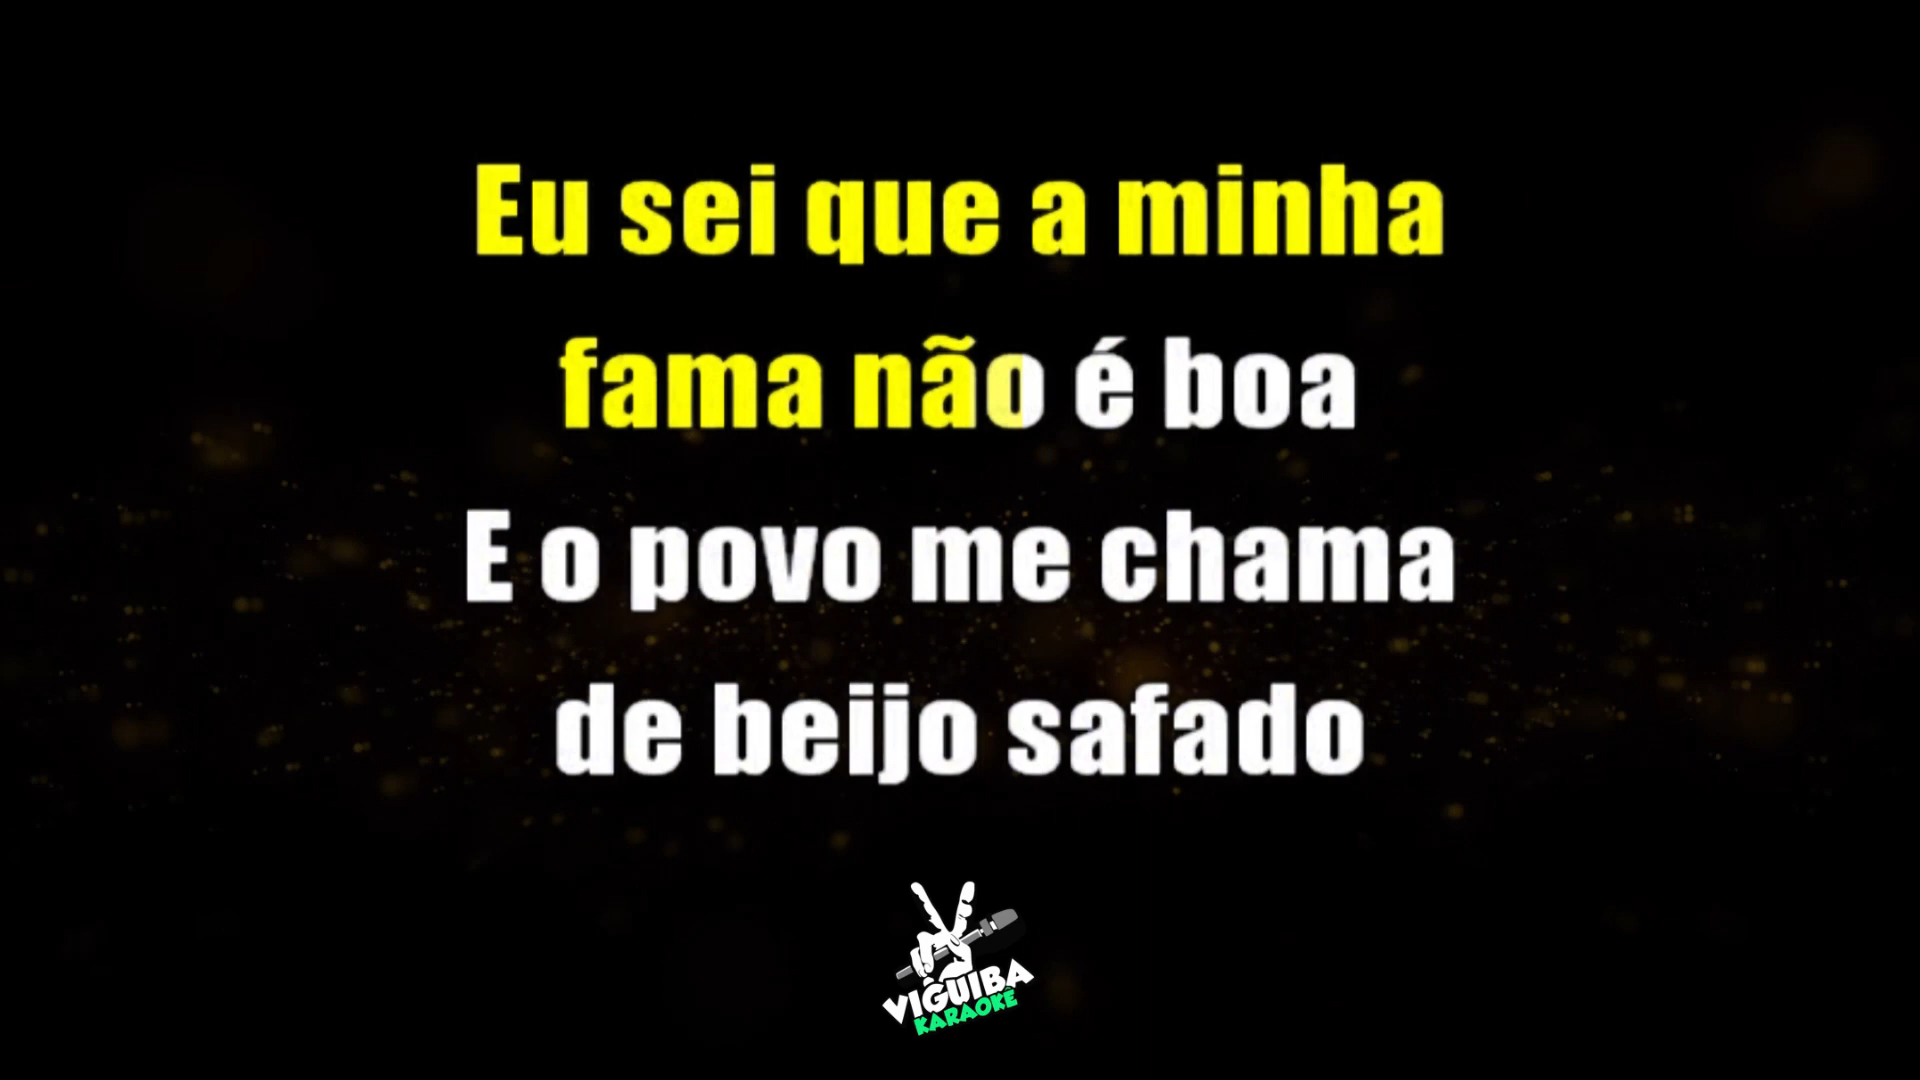 Eu sei que a minha
fama não é boa
E o povo me chama
de beijo safado
VIGUIBA
KARAOKE